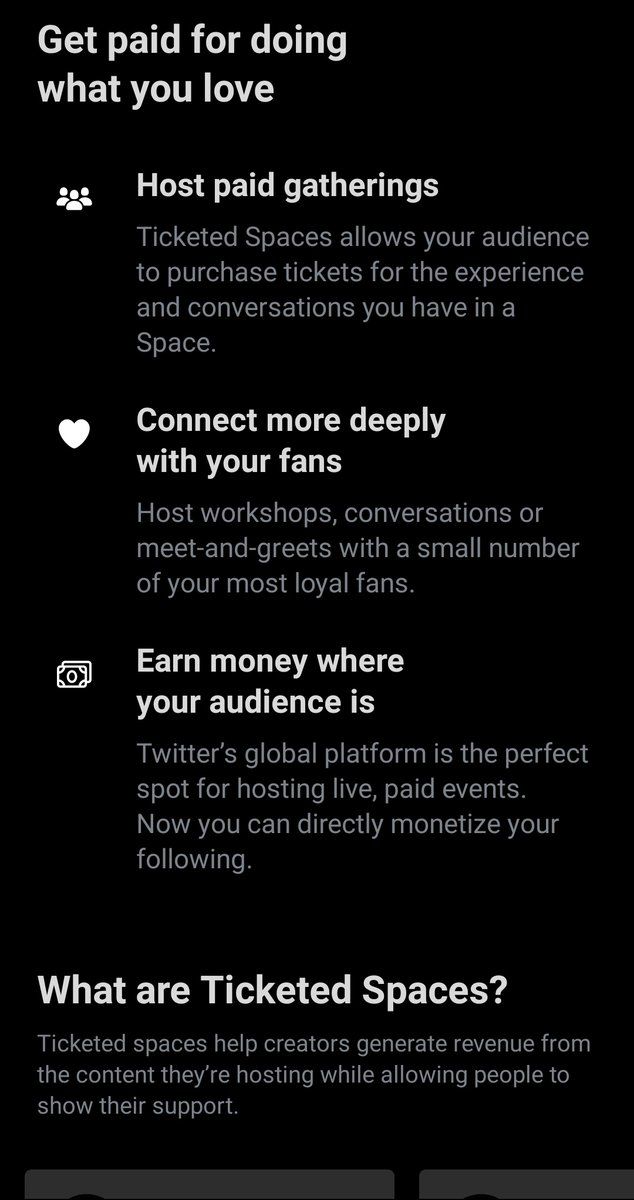 Get paid for doing
what you love
Host paid gatherings
Ticketed Spaces allows your audience
to purchase tickets for the experience
and conversations you have in a
Space.
Connect more deeply
with your fans
Host workshops, conversations or
meet-and-greets with a small number
of your most loyal fans.
Earn money where
your audience is
Twitter’s global platform is the perfect
spot for hosting live, paid events.
Now you can directly monetize your
following.
What are Ticketed Spaces?
Ticketed spaces help creators generate revenue from
the content they’re hosting while allowing people to
show their support.